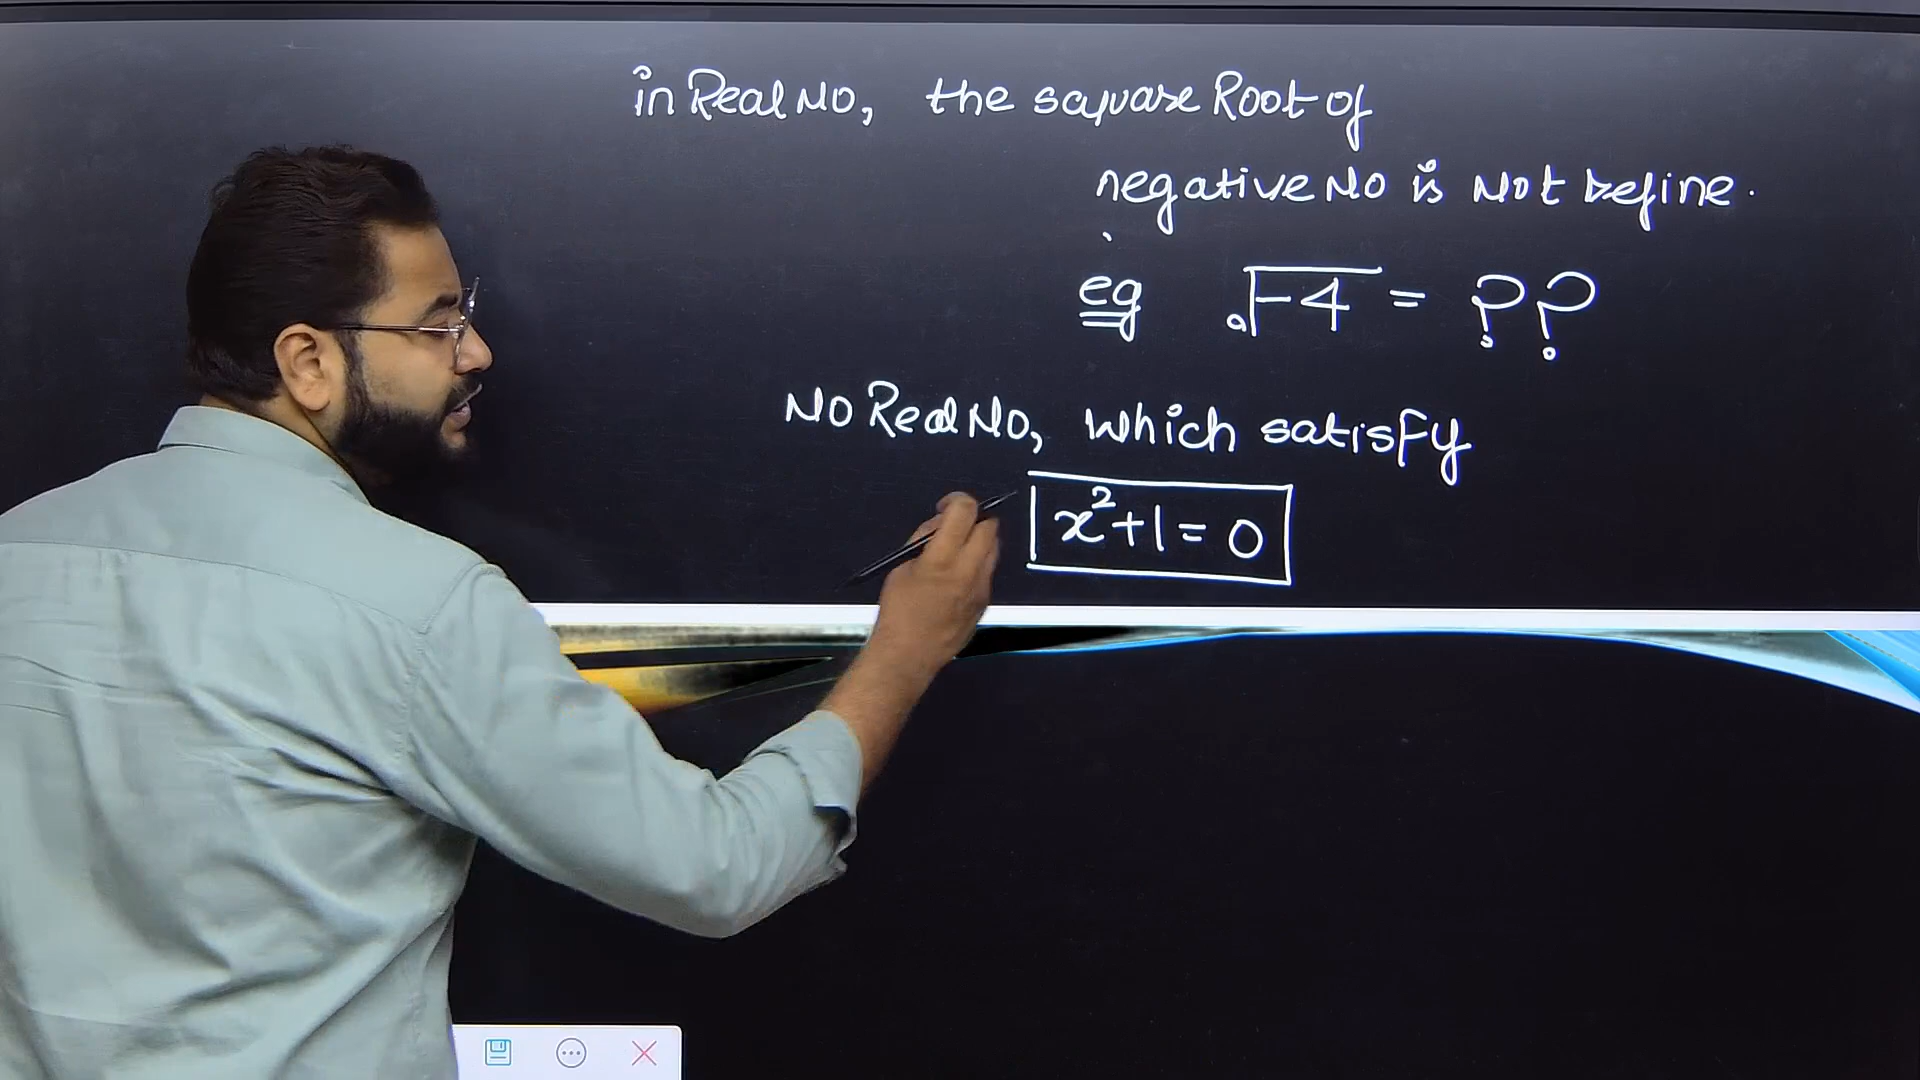 in Real No, the square Root of
negative No is Not Define.
eg √-4 = ??
No Real No, which satisfy
x²+1=0